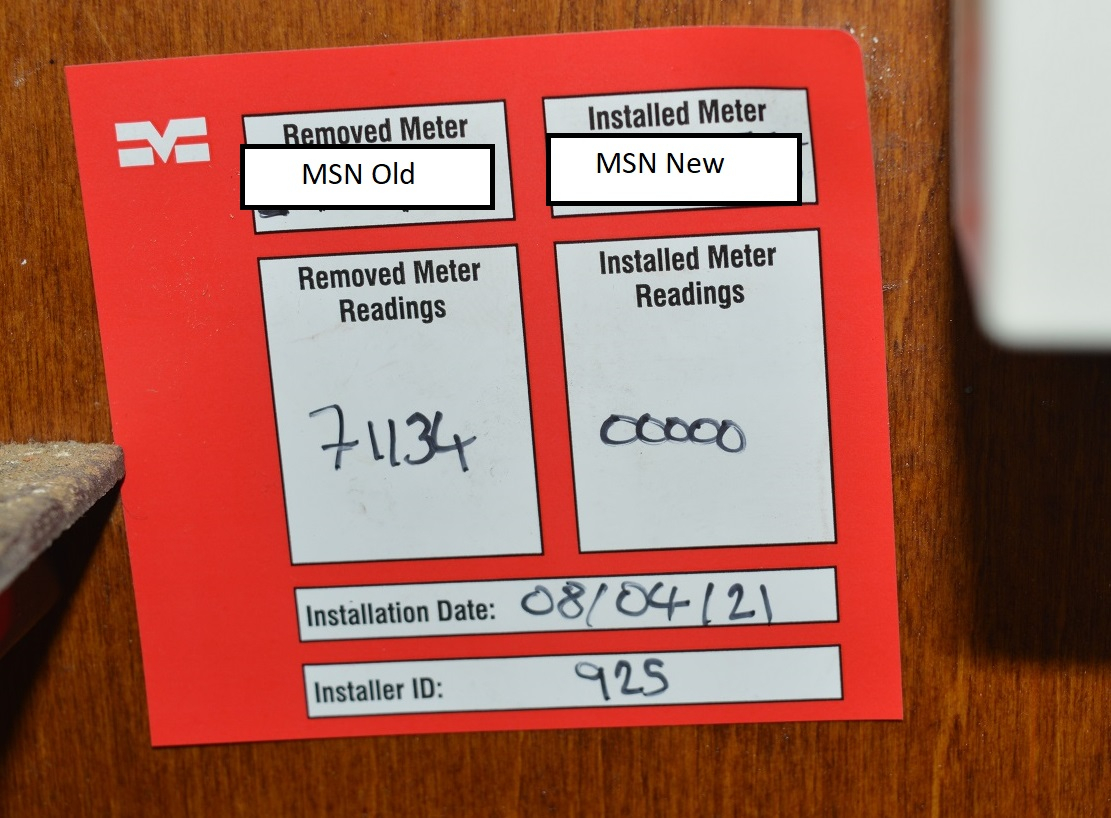 Removed Meter
MSN Old
Installed Meter
MSN New
Removed Meter
Readings
71134
Installed Meter
Readings
00000
Installation Date: 08/04/21
Installer ID: 925